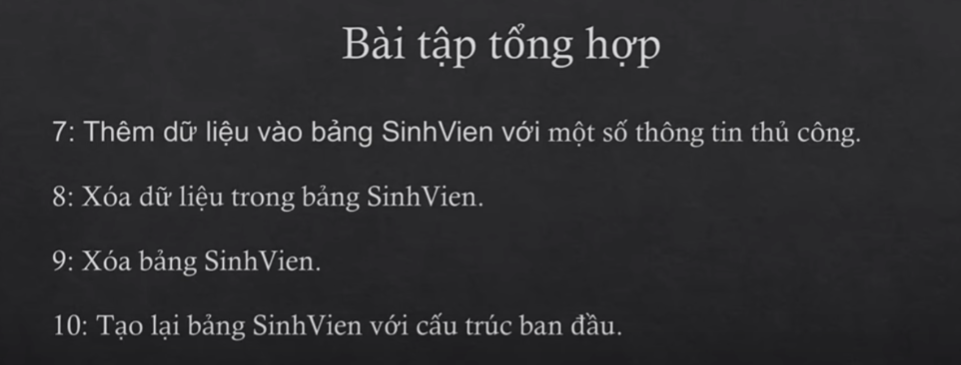 Bài tập tổng hợp
7: Thêm dữ liệu vào bảng SinhVien với một số thông tin thủ công.
8: Xóa dữ liệu trong bảng SinhVien.
9: Xóa bảng SinhVien.
10: Tạo lại bảng SinhVien với cấu trúc ban đầu.